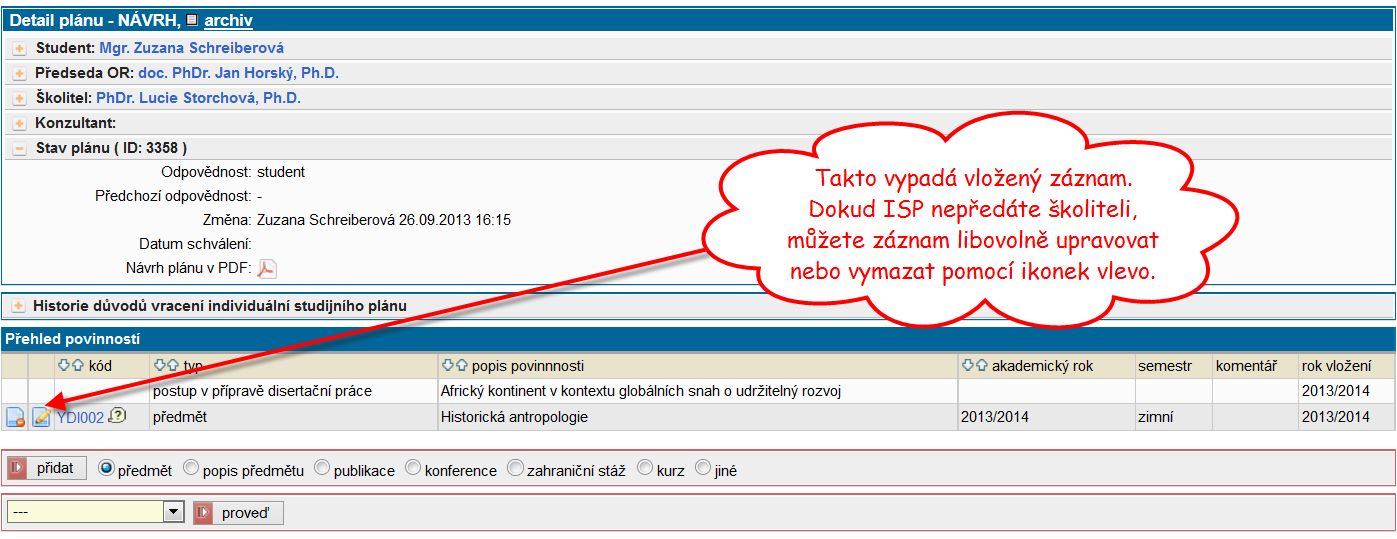 Detail plánu - NÁVRH, archiv
Student: Mgr. Zuzana Schreiberová
Předseda OR: doc. PhDr. Jan Horský, Ph.D.
Školitel: PhDr. Lucie Storchová, Ph.D.
Konzultant:
Stav plánu ( ID: 3358 )
Odpovědnost: student
Předchozí odpovědnost: -
Změna: Zuzana Schreiberová 26.09.2013 16:15
Datum schválení:
Návrh plánu v PDF:
Takto vypadá vložený záznam.
Dokud ISP nepředáte školiteli,
můžete záznam libovolně upravovat
nebo vymazat pomocí ikonek vlevo.
Historie důvodů vracení individuální studijního plánu
Přehled povinností
kód typ popis povinnnosti akademický rok semestr komentář rok vložení
postup v přípravě disertační práce Africký kontinent v kontextu globálních snah o udržitelný rozvoj 2013/2014
YDI002 předmět Historická antropologie 2013/2014 zimní 2013/2014
přidat předmět popis předmětu publikace konference zahraniční stáž kurz jiné
--- proveď